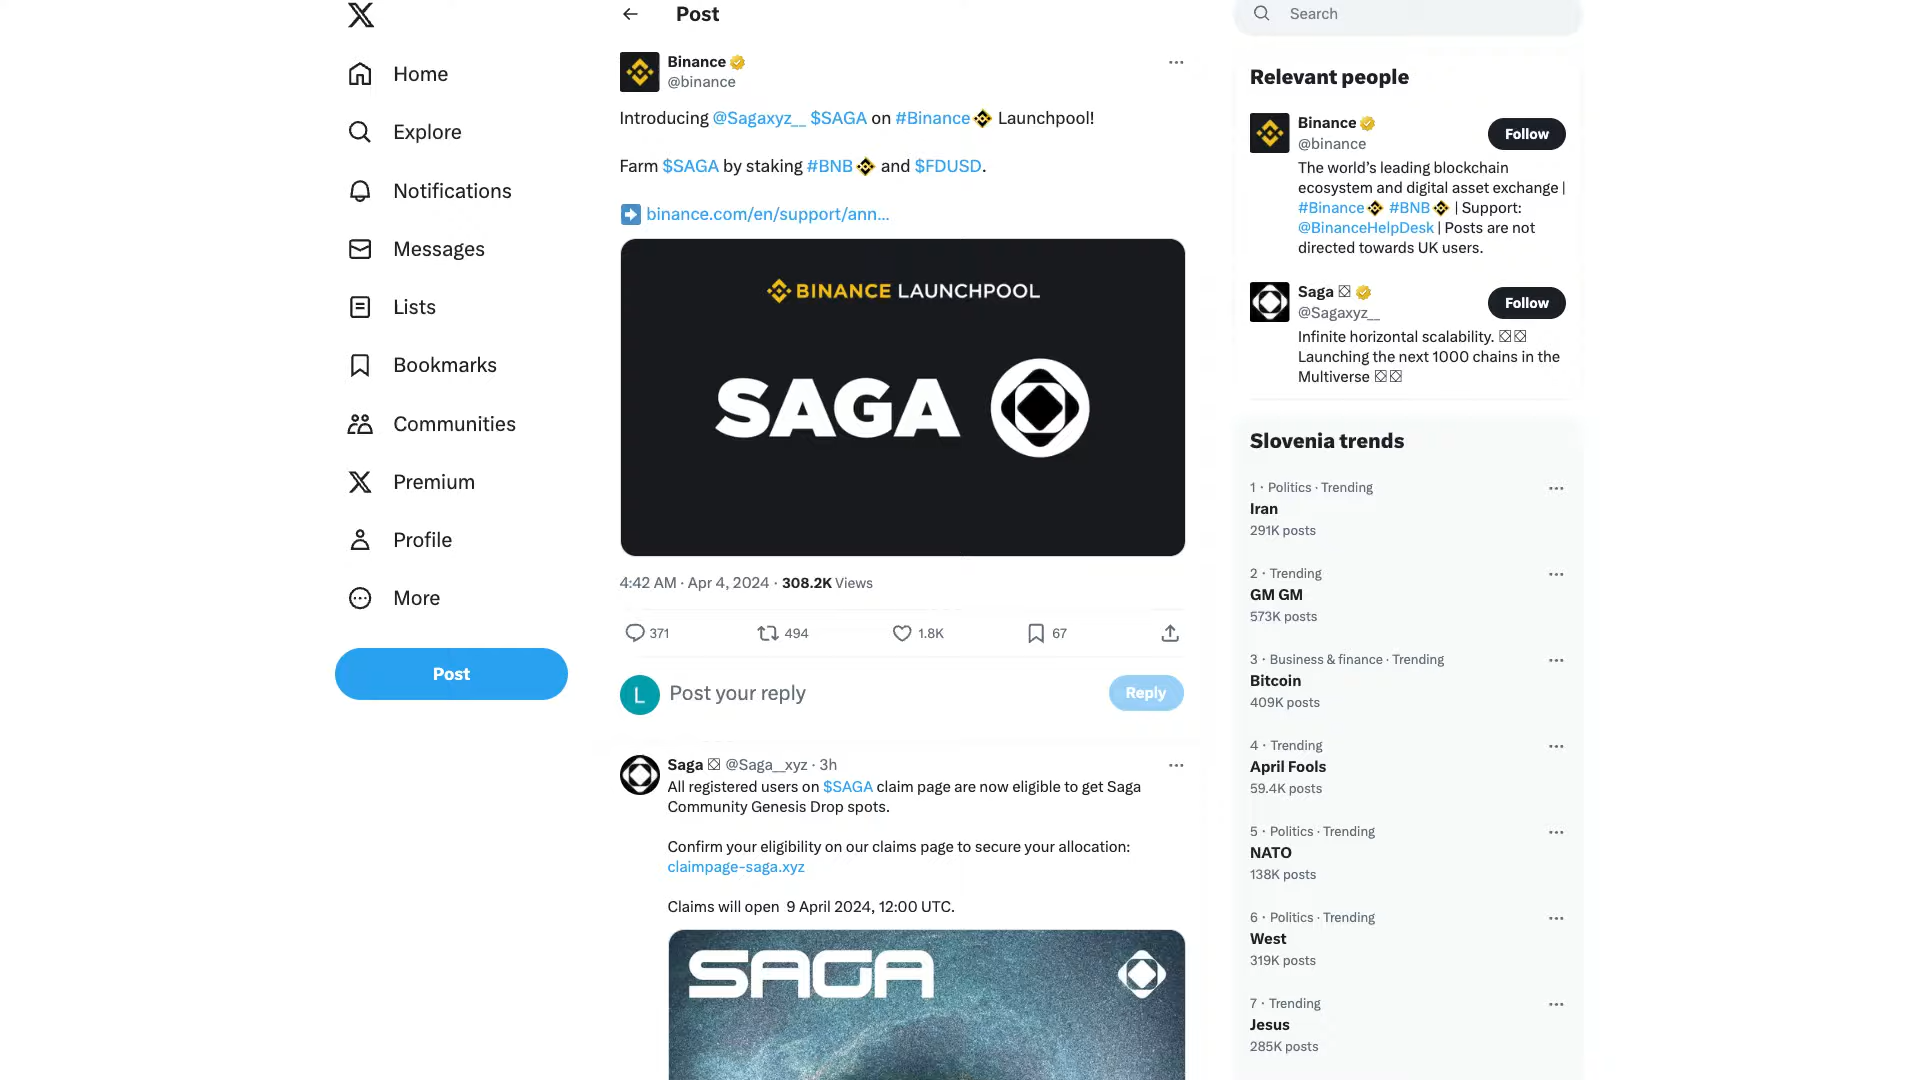 Home
Explore
Notifications
Messages
Lists
Bookmarks
Communities
Premium
Profile
More
Post
Post
Binance
@binance
Introducing @Sagaxyz__ $SAGA on #Binance Launchpool!
Farm $SAGA by staking #BNB and $FDUSD.
binance.com/en/support/ann...
BINANCE LAUNCHPOOL
SAGA
4:42 AM · Apr 4, 2024 · 308.2K Views
371 494 1.8K 67
L Post your reply Reply
Saga @Saga__xyz · 3h
All registered users on $SAGA claim page are now eligible to get Saga
Community Genesis Drop spots.
Confirm your eligibility on our claims page to secure your allocation:
claimpage-saga.xyz
Claims will open 9 April 2024, 12:00 UTC.
SAGA
Search
Relevant people
Binance
@binance
Follow
The world's leading blockchain
ecosystem and digital asset exchange |
#Binance #BNB | Support:
@BinanceHelpDesk | Posts are not
directed towards UK users.
Saga
@Sagaxyz__
Follow
Infinite horizontal scalability.
Launching the next 1000 chains in the
Multiverse
Slovenia trends
1 · Politics · Trending
Iran
291K posts
2 · Trending
GM GM
573K posts
3 · Business & finance · Trending
Bitcoin
409K posts
4 · Trending
April Fools
59.4K posts
5 · Politics · Trending
NATO
138K posts
6 · Politics · Trending
West
319K posts
7 · Trending
Jesus
285K posts